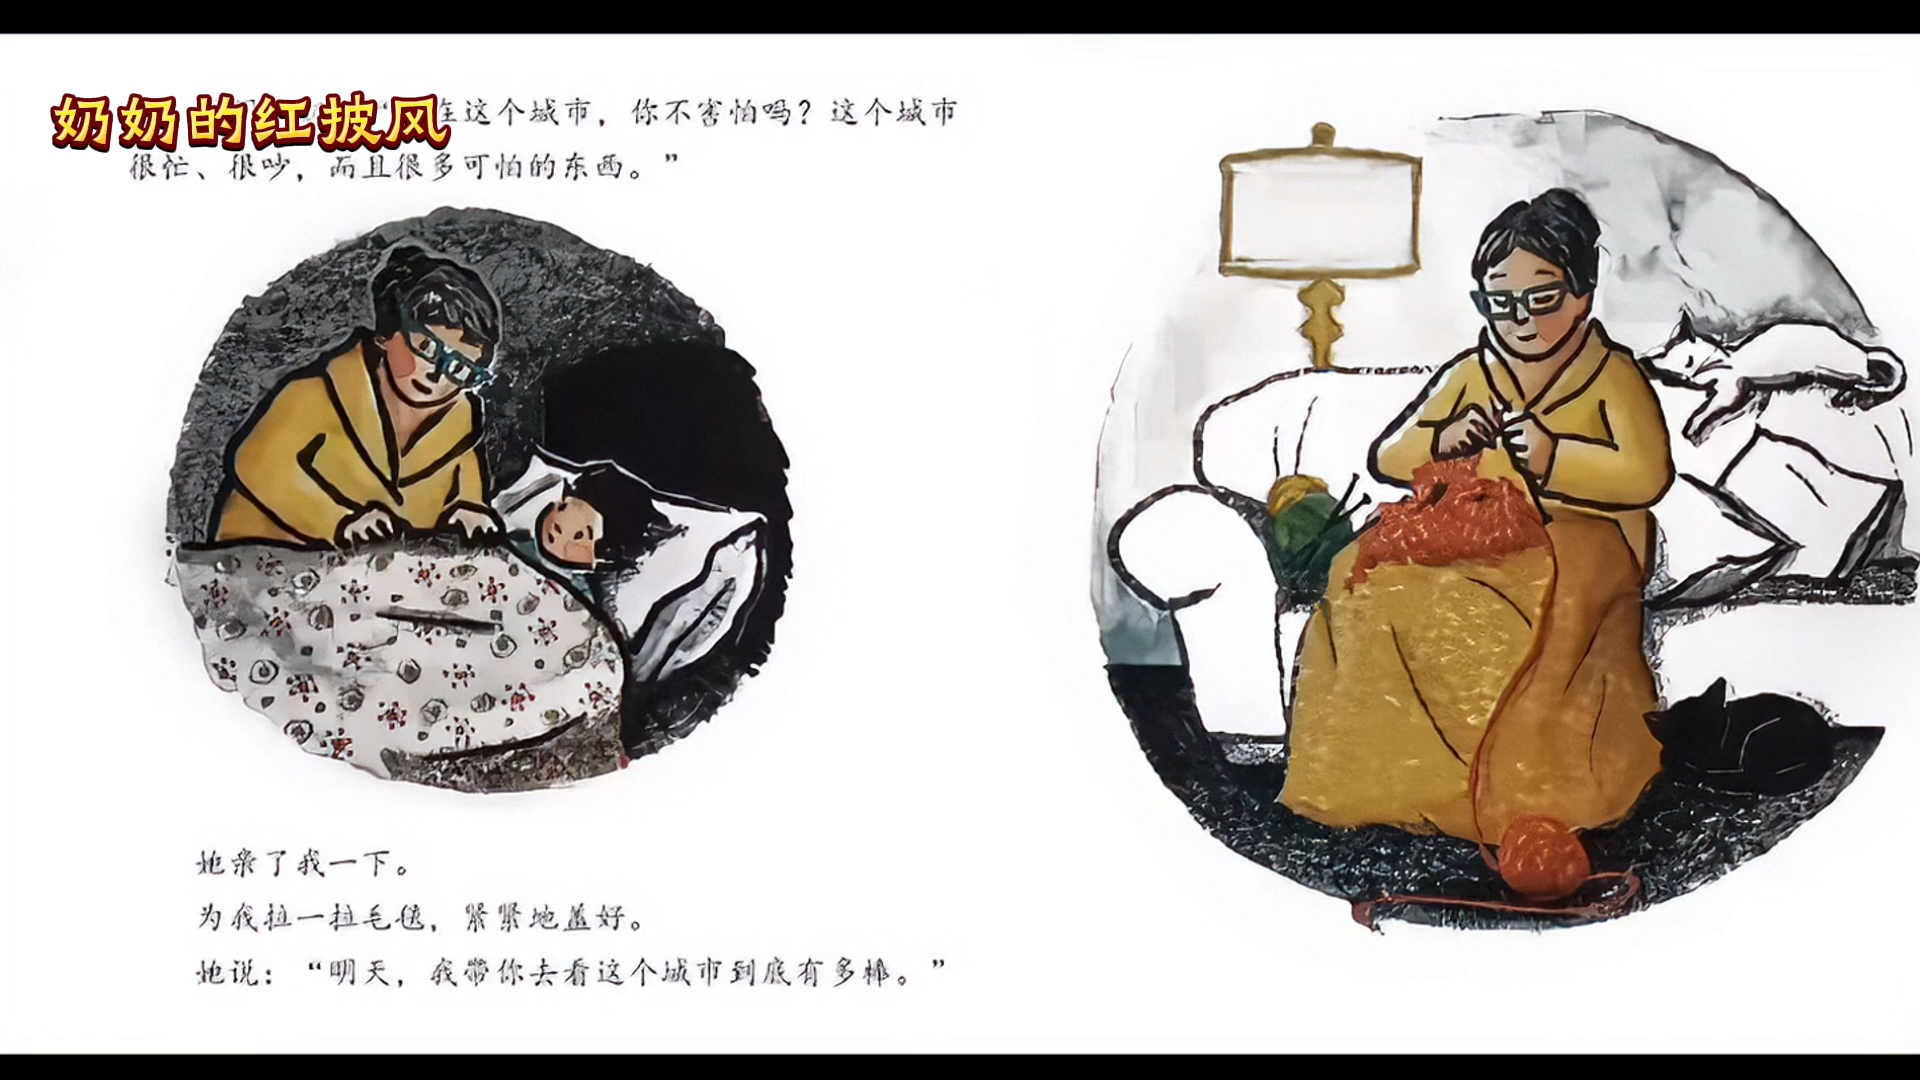 奶奶的红披风
在这个城市，你不害怕吗？这个城市
很忙、很吵，而且很多可怕的东西。”
她亲了我一下。
为我拉一拉毛毯，紧紧地盖好。
她说：“明天，我带你去看这个城市到底有多棒。”